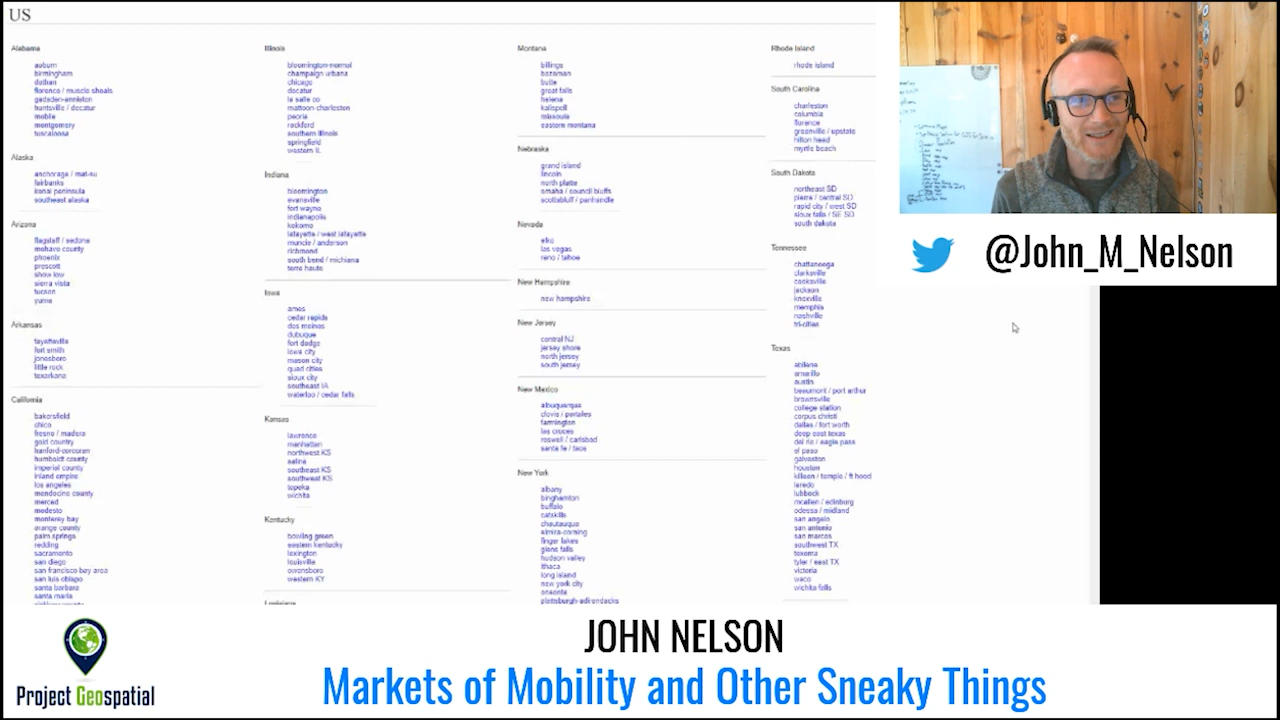 US
Alabama
auburn
birmingham
dothan
florence / muscle shoals
gadsden-anniston
huntsville / decatur
mobile
montgomery
tuscaloosa
Alaska
anchorage / mat-su
fairbanks
kenai peninsula
southeast alaska
Arizona
flagstaff / sedona
mohave county
phoenix
prescott
show low
sierra vista
tucson
yuma
Arkansas
fayetteville
fort smith
jonesboro
little rock
texarkana
California
bakersfield
chico
fresno / madera
gold country
hanford-corcoran
humboldt county
imperial county
inland empire
los angeles
mendocino county
merced
modesto
monterey bay
orange county
palm springs
redding
sacramento
san diego
san francisco bay area
san luis obispo
santa barbara
santa maria
Illinois
bloomington-normal
champaign urbana
chicago
decatur
la salle co
mattoon-charleston
peoria
rockford
southern illinois
springfield
western IL
Indiana
bloomington
evansville
fort wayne
indianapolis
kokomo
lafayette / west lafayette
muncie / anderson
richmond
south bend / michiana
terre haute
Iowa
ames
cedar rapids
des moines
dubuque
fort dodge
iowa city
mason city
quad cities
sioux city
southeast IA
waterloo / cedar falls
Kansas
lawrence
manhattan
northwest KS
salina
southeast KS
southwest KS
topeka
wichita
Kentucky
bowling green
eastern kentucky
lexington
louisville
owensboro
western KY
Louisiana
Montana
billings
bozeman
butte
great falls
helena
kalispell
missoula
eastern montana
Nebraska
grand island
lincoln
north platte
omaha / council bluffs
scottsbluff / panhandle
Nevada
elko
las vegas
reno / tahoe
New Hampshire
new hampshire
New Jersey
central NJ
jersey shore
north jersey
south jersey
New Mexico
albuquerque
clovis / portales
farmington
las cruces
roswell / carlsbad
santa fe / taos
New York
albany
binghamton
buffalo
catskills
chautauqua
elmira-corning
finger lakes
glens falls
hudson valley
ithaca
long island
new york city
oneonta
plattsburgh-adirondacks
Rhode Island
rhode island
South Carolina
charleston
columbia
florence
greenville / upstate
hilton head
myrtle beach
South Dakota
northeast SD
pierre / central SD
rapid city / west SD
sioux falls / SE SD
south dakota
Tennessee
chattanooga
clarksville
cookeville
jackson
knoxville
memphis
nashville
tri-cities
Texas
abilene
amarillo
austin
beaumont / port arthur
brownsville
college station
corpus christi
dallas / fort worth
deep east texas
del rio / eagle pass
el paso
galveston
houston
killeen / temple / ft hood
laredo
lubbock
mcallen / edinburg
odessa / midland
san angelo
san antonio
san marcos
southwest TX
texoma
tyler / east TX
victoria
waco
wichita falls
@John_M_Nelson
JOHN NELSON
Markets of Mobility and Other Sneaky Things
Project Geospatial